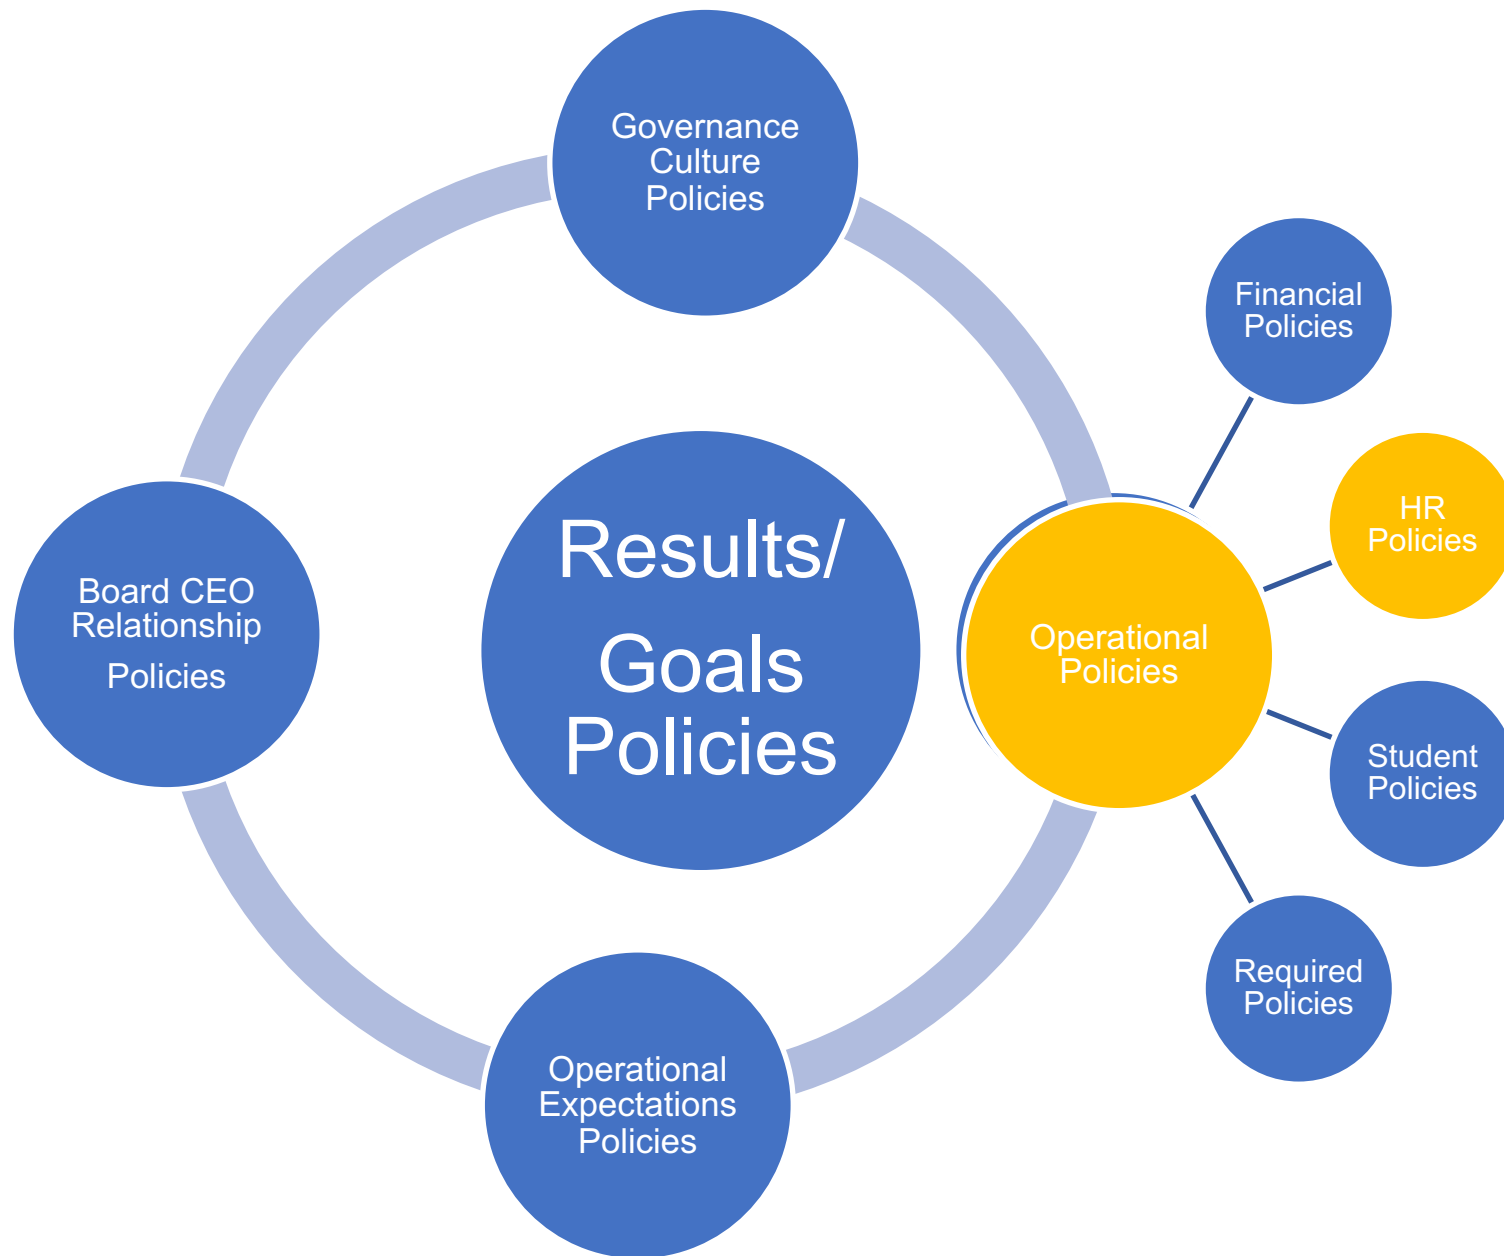 Governance
Culture
Policies
Financial
Policies
HR
Policies
Results/
Goals
Policies
Board CEO
Relationship
Policies
Operational
Policies
Student
Policies
Required
Policies
Operational
Expectations
Policies